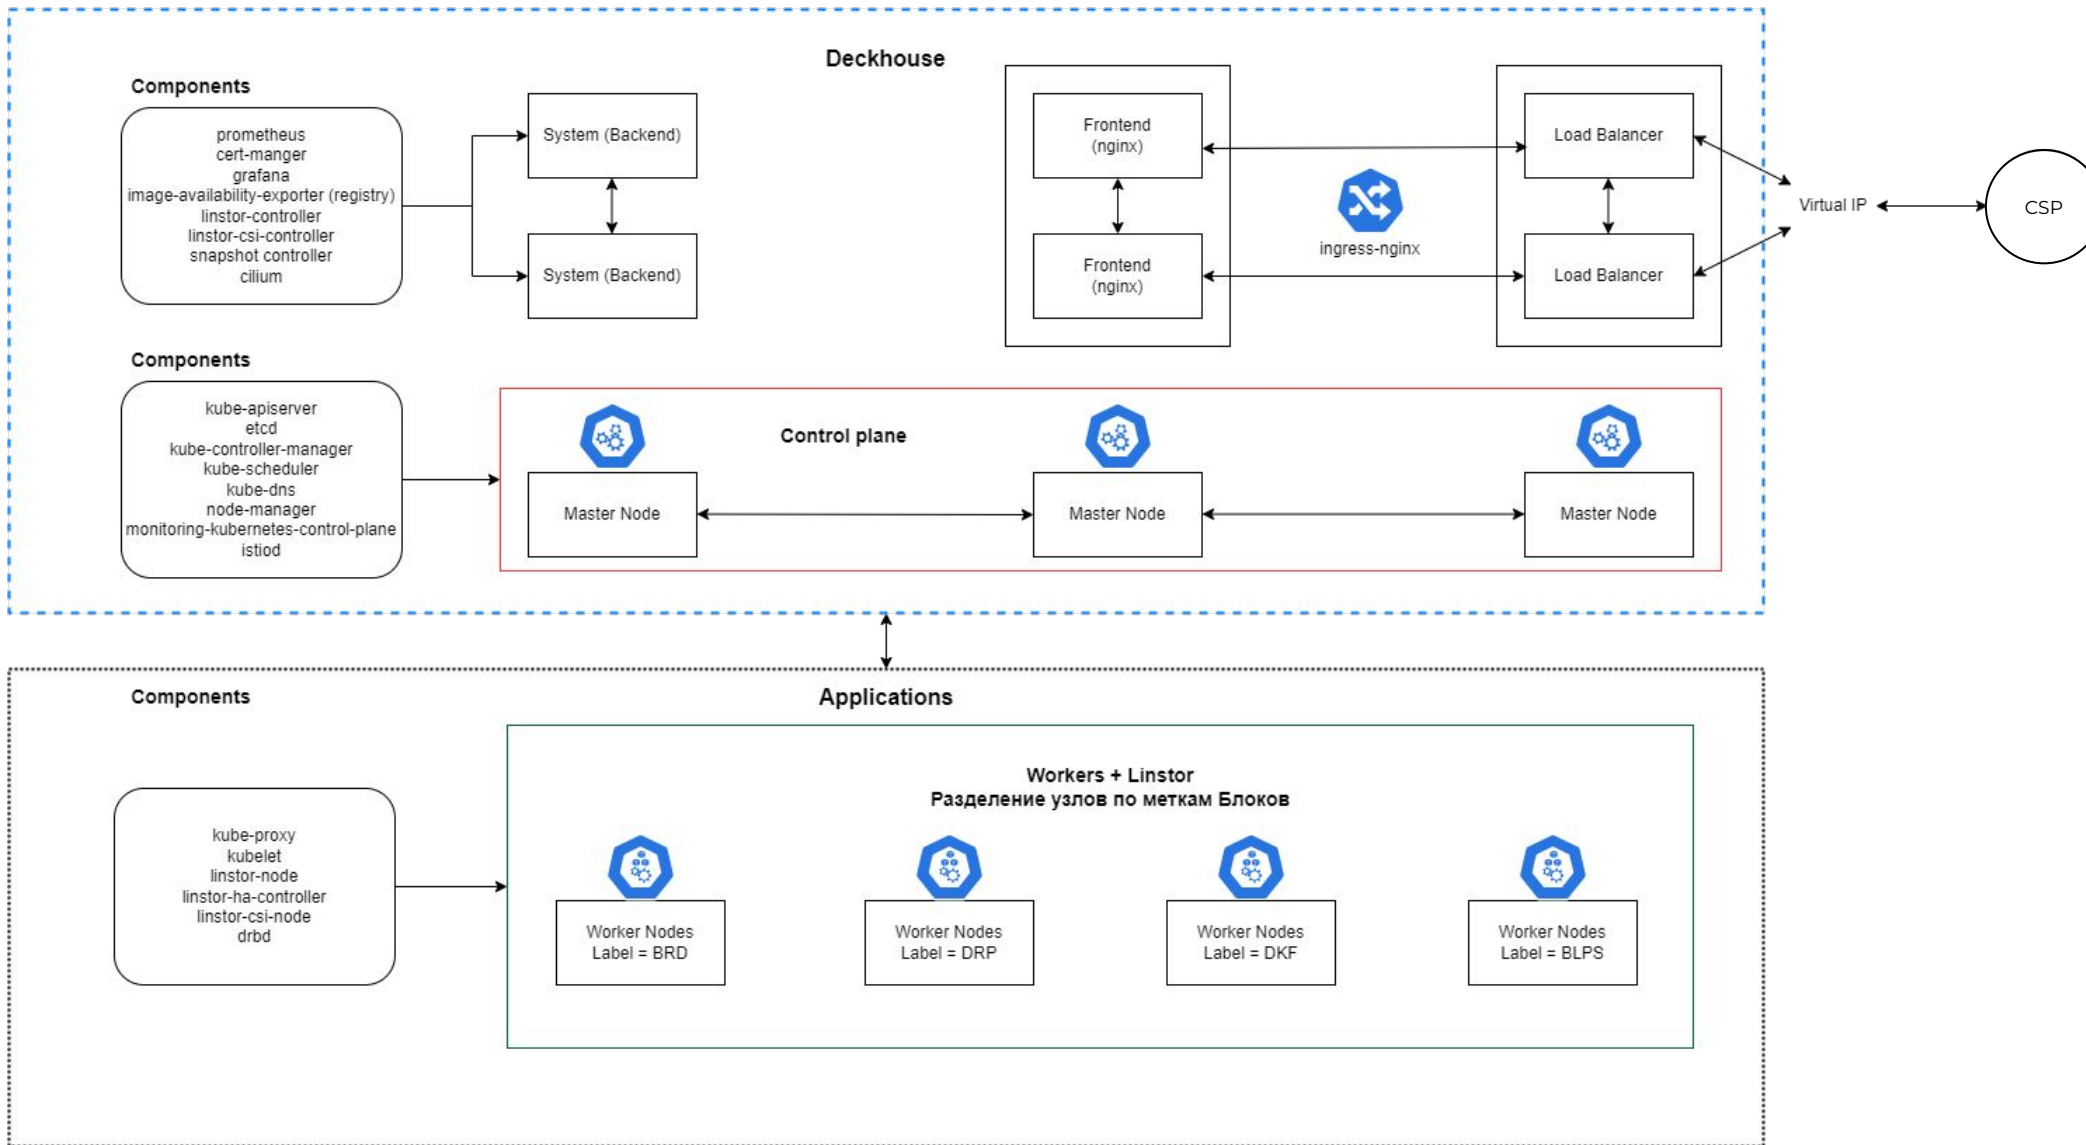 Deckhouse
Components
prometheus
cert-manger
grafana
image-availability-exporter (registry)
linstor-controller
linstor-csi-controller
snapshot controller
cilium
System (Backend)
System (Backend)
Frontend
(nginx)
Frontend
(nginx)
ingress-nginx
Load Balancer
Load Balancer
Virtual IP
CSP
Components
kube-apiserver
etcd
kube-controller-manager
kube-scheduler
kube-dns
node-manager
monitoring-kubernetes-control-plane
istiod
Control plane
Master Node
Master Node
Master Node
Components
Applications
kube-proxy
kubelet
linstor-node
linstor-ha-controller
linstor-csi-node
drbd
Workers + Linstor
Разделение узлов по меткам Блоков
Worker Nodes
Label = BRD
Worker Nodes
Label = DRP
Worker Nodes
Label = DKF
Worker Nodes
Label = BLPS